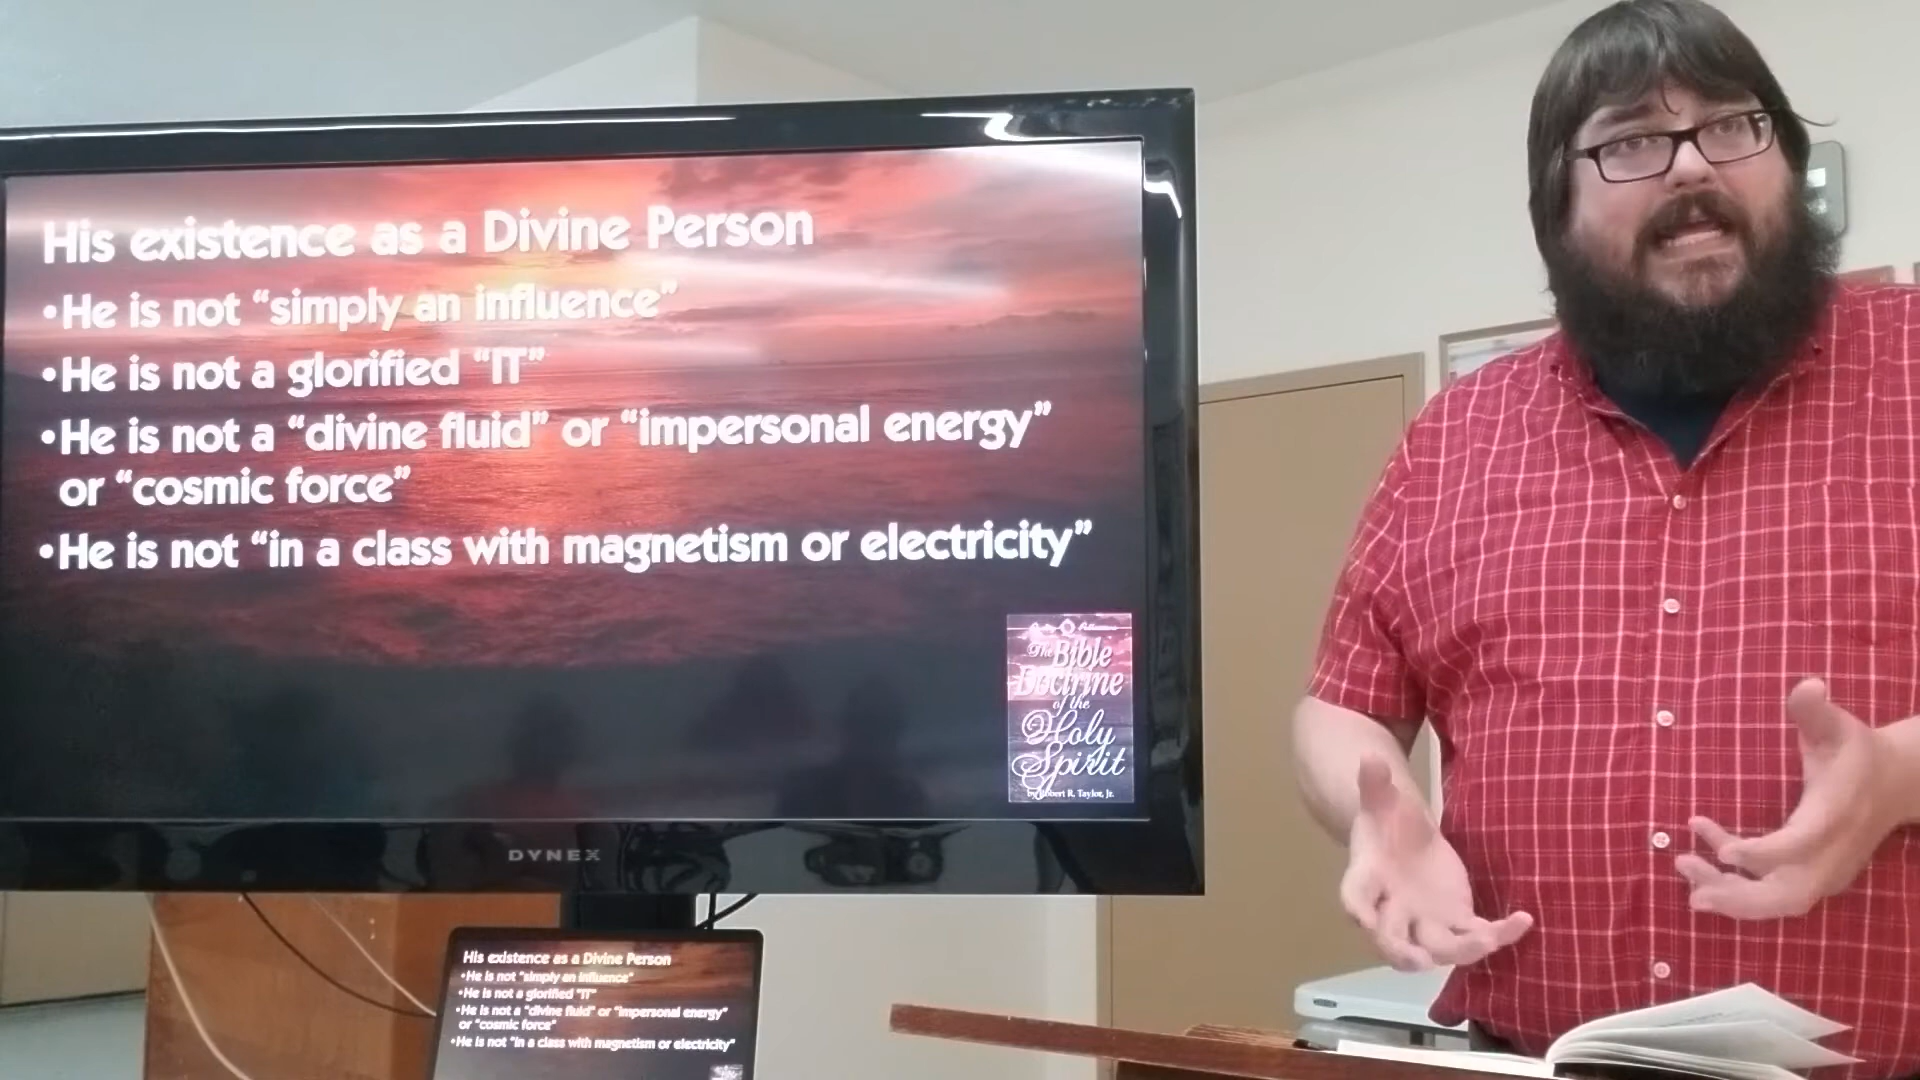 His existence as a Divine Person
•He is not “simply an influence”
•He is not a glorified “IT”
•He is not a “divine fluid” or “impersonal energy”
or “cosmic force”
•He is not “in a class with magnetism or electricity”
The Bible
Doctrine
of the
Holy
Spirit
by Robert R. Taylor, Jr.
DYNEX
His existence as a Divine Person
•He is not “simply an influence”
•He is not a glorified “IT”
•He is not a “divine fluid” or “impersonal energy”
or “cosmic force”
•He is not “in a class with magnetism or electricity”